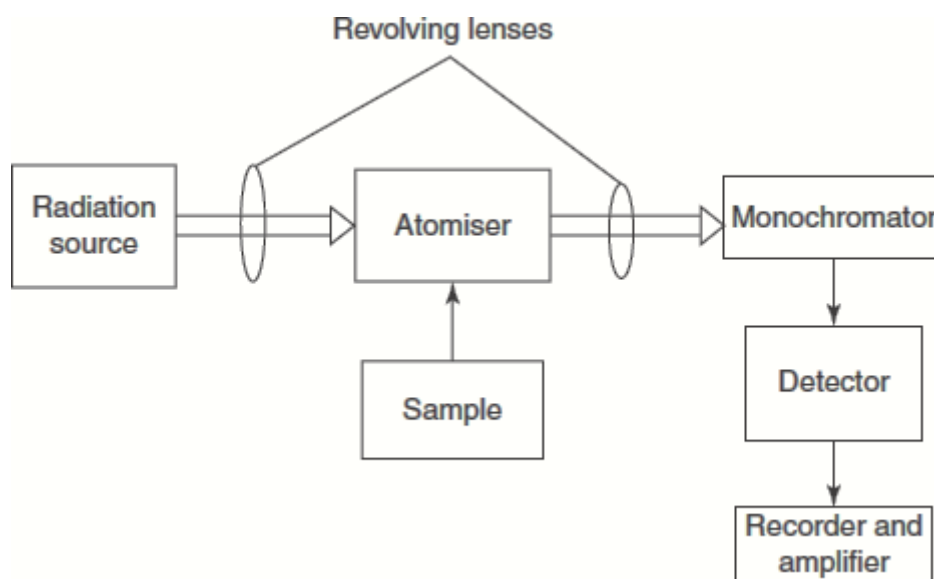 Revolving lenses
Radiation
source
Atomiser
Monochromator
Sample
Detector
Recorder and
amplifier